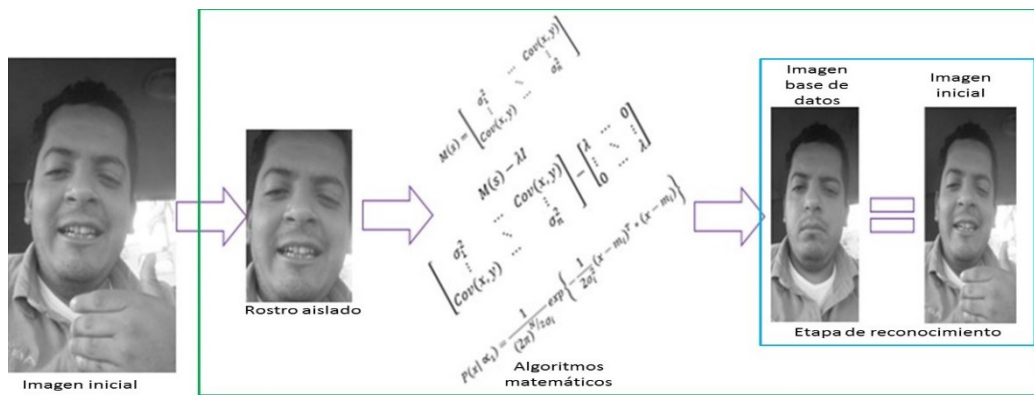 Imagen inicial
Rostro aislado
M(s) = [σ₁² ... Cov(x, y)
⋮ ⋱ ⋮
Cov(x, y) ... σₙ²]
M(s) − λI
[σ₁² ... Cov(x, y)
⋮ ⋱ ⋮
Cov(x, y) ... σₙ²] − [λ ... 0
⋮ ⋱ ⋮
0 ... λ]
P(x|∝₁) = 1 / (2π)^(N/2) σᵢ exp{− 1 / 2σᵢ² (x − mᵢ)ᵀ * (x − mᵢ)}
Algoritmos
matemáticos
Imagen
base de
datos
Imagen
inicial
Etapa de reconocimiento